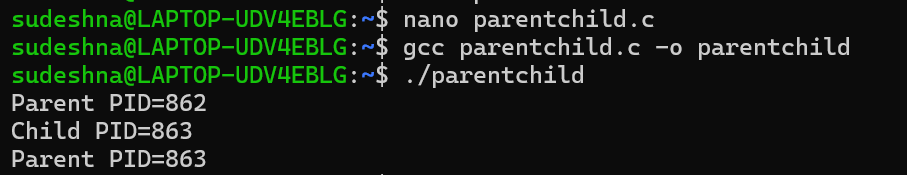 sudeshna@LAPTOP-UDV4EBLG:~$ nano parentchild.c
sudeshna@LAPTOP-UDV4EBLG:~$ gcc parentchild.c -o parentchild
sudeshna@LAPTOP-UDV4EBLG:~$ ./parentchild
Parent PID=862
Child PID=863
Parent PID=863